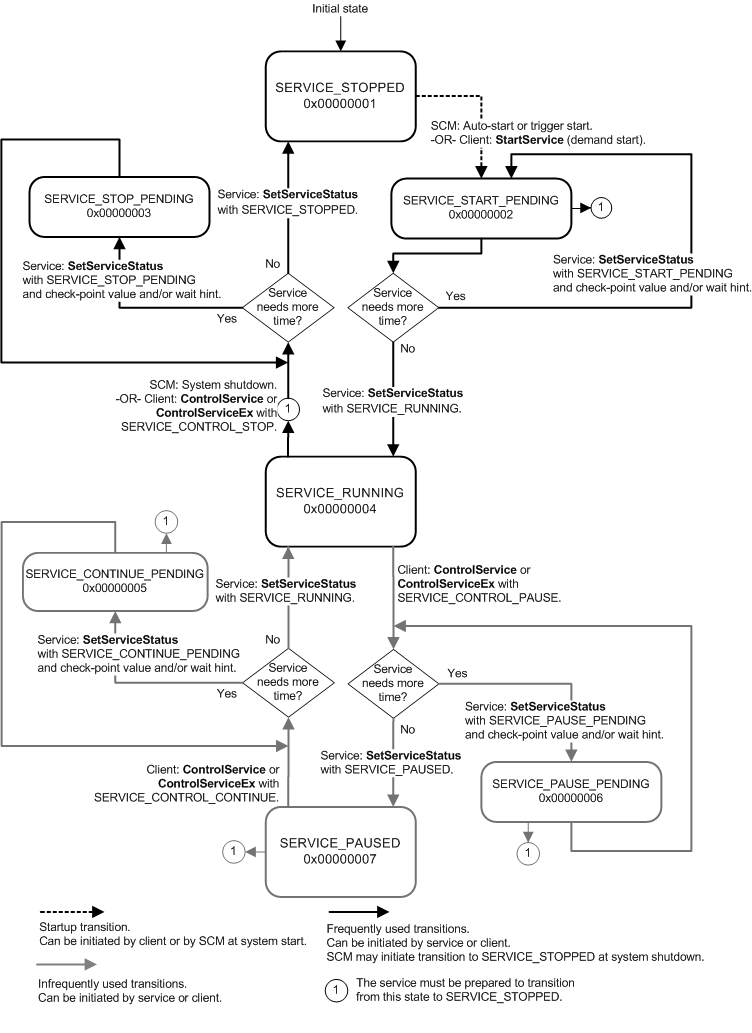 Initial state
SERVICE_STOPPED
0x00000001
SCM: Auto-start or trigger start.
-OR- Client: StartService (demand start).
SERVICE_STOP_PENDING
0x00000003
Service: SetServiceStatus
with SERVICE_STOPPED.
SERVICE_START_PENDING
0x00000002
1
Service: SetServiceStatus
with SERVICE_STOP_PENDING
and check-point value and/or wait hint.
No
Service
needs more
time?
Yes
Service
needs more
time?
Yes
No
Service: SetServiceStatus
with SERVICE_START_PENDING
and check-point value and/or wait hint.
SCM: System shutdown.
-OR- Client: ControlService or
ControlServiceEx with
SERVICE_CONTROL_STOP.
1
Service: SetServiceStatus
with SERVICE_RUNNING.
SERVICE_RUNNING
0x00000004
1
SERVICE_CONTINUE_PENDING
0x00000005
Service: SetServiceStatus
with SERVICE_RUNNING.
Client: ControlService or
ControlServiceEx with
SERVICE_CONTROL_PAUSE.
Service: SetServiceStatus
with SERVICE_CONTINUE_PENDING
and check-point value and/or wait hint.
No
Service
needs more
time?
Yes
Service
needs more
time?
Yes
No
Service: SetServiceStatus
with SERVICE_PAUSE_PENDING
and check-point value and/or wait hint.
Client: ControlService or
ControlServiceEx with
SERVICE_CONTROL_CONTINUE.
Service: SetServiceStatus
with SERVICE_PAUSED.
SERVICE_PAUSE_PENDING
0x00000006
1
SERVICE_PAUSED
0x00000007
1
Startup transition.
Can be initiated by client or by SCM at system start.
Frequently used transitions.
Can be initiated by service or client.
SCM may initiate transition to SERVICE_STOPPED at system shutdown.
Infrequently used transitions.
Can be initiated by service or client.
1
The service must be prepared to transition
from this state to SERVICE_STOPPED.